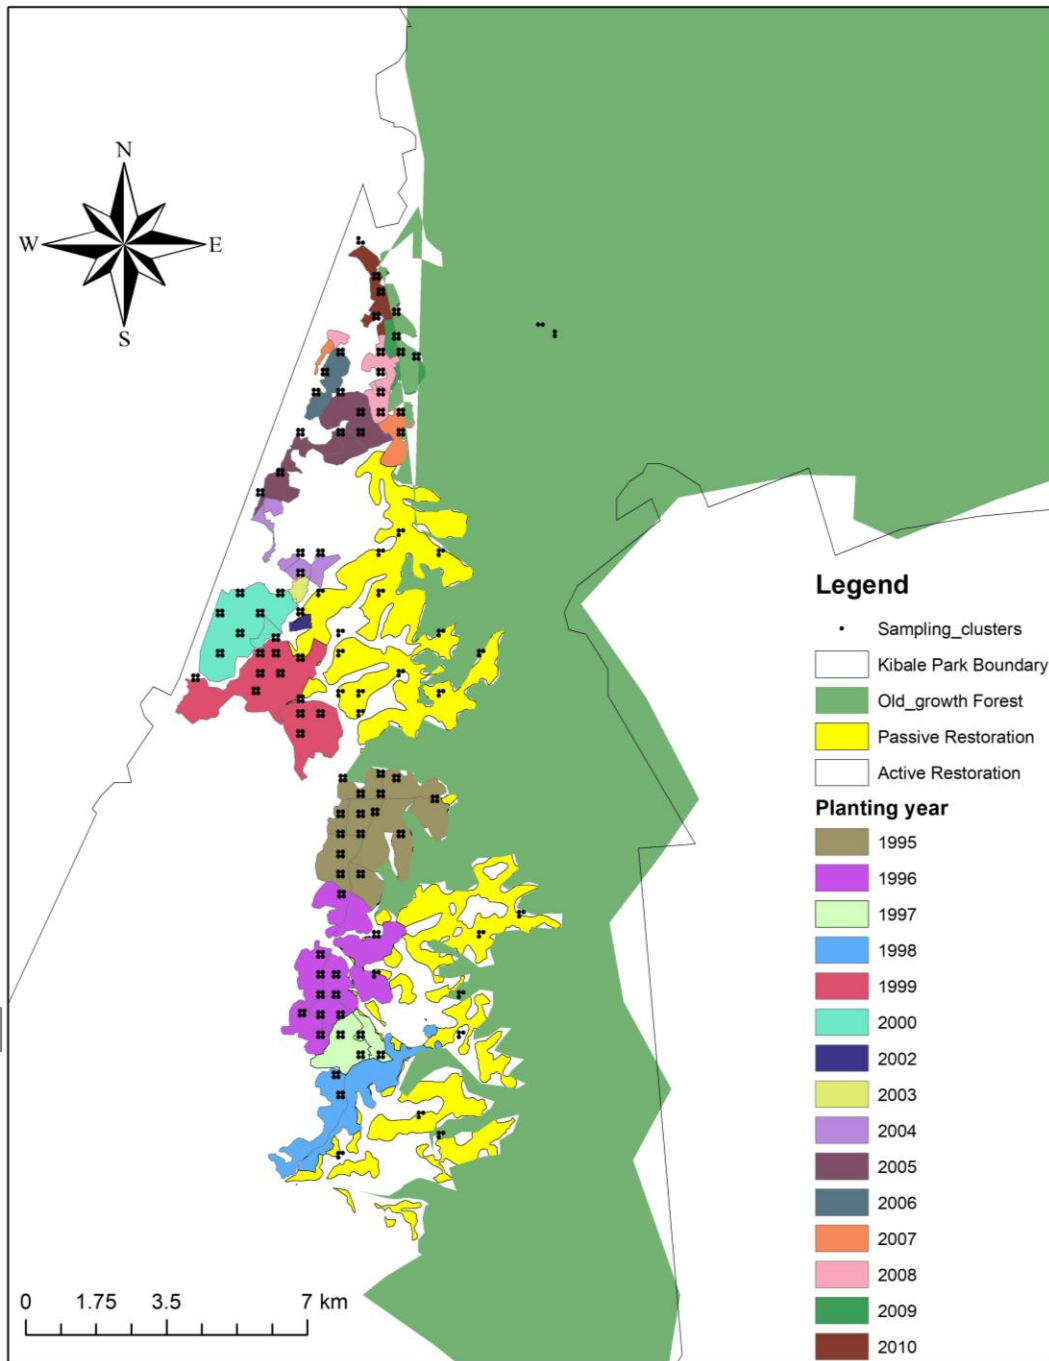 N
W
E
S
Legend
Sampling_clusters
Kibale Park Boundary
Old_growth Forest
Passive Restoration
Active Restoration
Planting year
1995
1996
1997
1998
1999
2000
2002
2003
2004
2005
2006
2007
2008
2009
2010
0 1.75 3.5 7 km